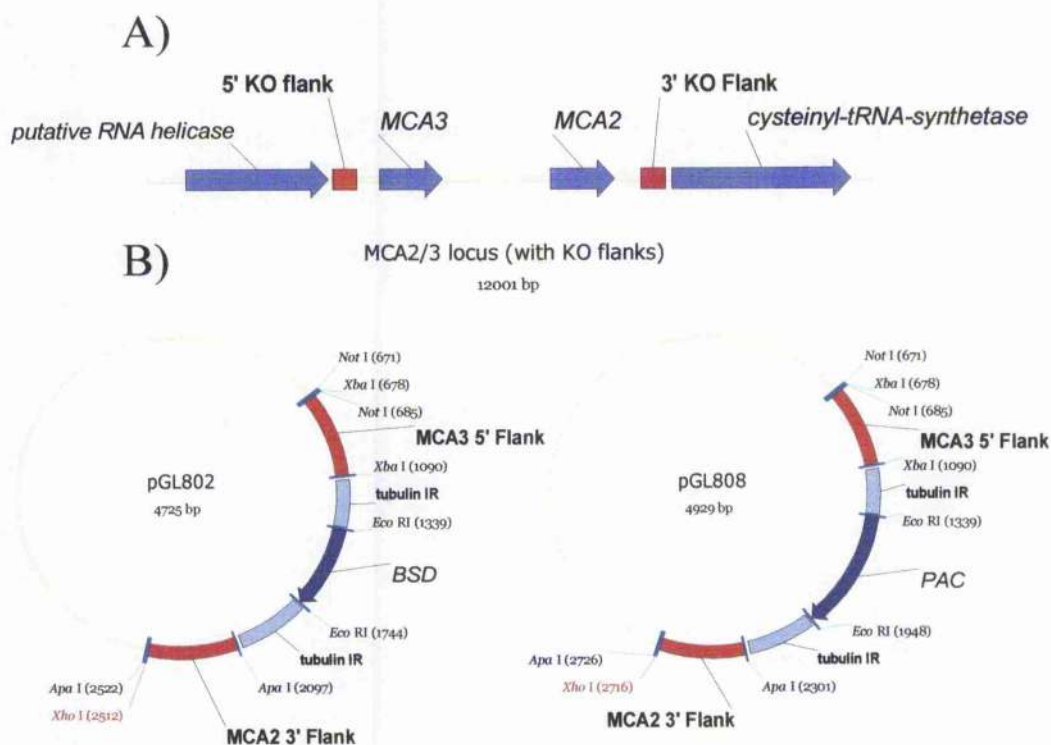 A)
5' KO flank
3' KO Flank
putative RNA helicase
MCA3
MCA2
cysteinyl-tRNA-synthetase
MCA2/3 locus (with KO flanks)
12001 bp
B)
Not I (671)
Xba I (678)
Not I (685)
MCA3 5' Flank
Xba I (1090)
tubulin IR
Eco RI (1339)
pGL802
4725 bp
BSD
Eco RI (1744)
tubulin IR
Apa I (2522)
Xho I (2512)
Apa I (2097)
MCA2 3' Flank
Not I (671)
Xba I (678)
Not I (685)
MCA3 5' Flank
Xba I (1090)
tubulin IR
Eco RI (1339)
pGL808
4929 bp
PAC
Eco RI (1948)
tubulin IR
Apa I (2726)
Xho I (2716)
Apa I (2301)
MCA2 3' Flank